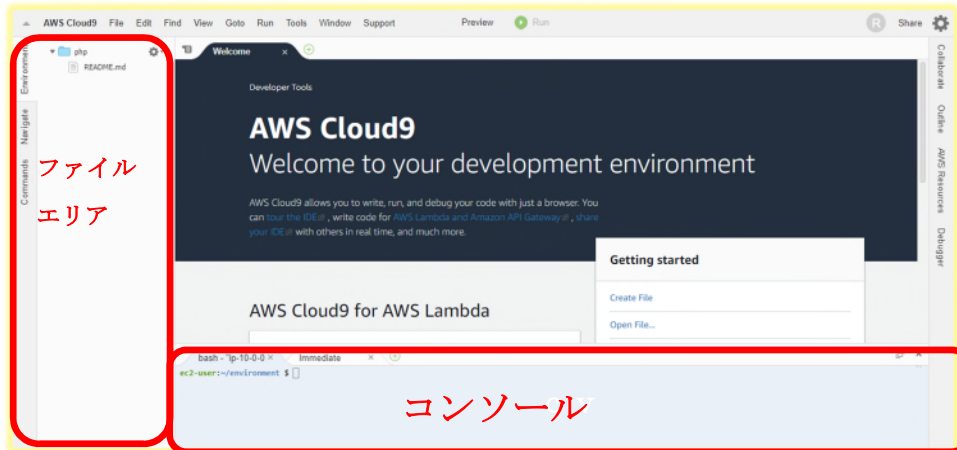 AWS Cloud9 File Edit Find View Goto Run Tools Window Support Preview Run R Share
Environment
Navigate
Commands
php
README.md
ファイル
エリア
Welcome
Developer Tools
AWS Cloud9
Welcome to your development environment
AWS Cloud9 allows you to write, run, and debug your code with just a browser. You
can tour the IDE, write code for AWS Lambda and Amazon API Gateway, share
your IDE with others in real time, and much more.
Getting started
Create File
Open File...
AWS Cloud9 for AWS Lambda
Collaborate
Outline
AWS Resources
Debugger
bash - "ip-10-0-0 Immediate
ec2-user:~/environment $
コンソール